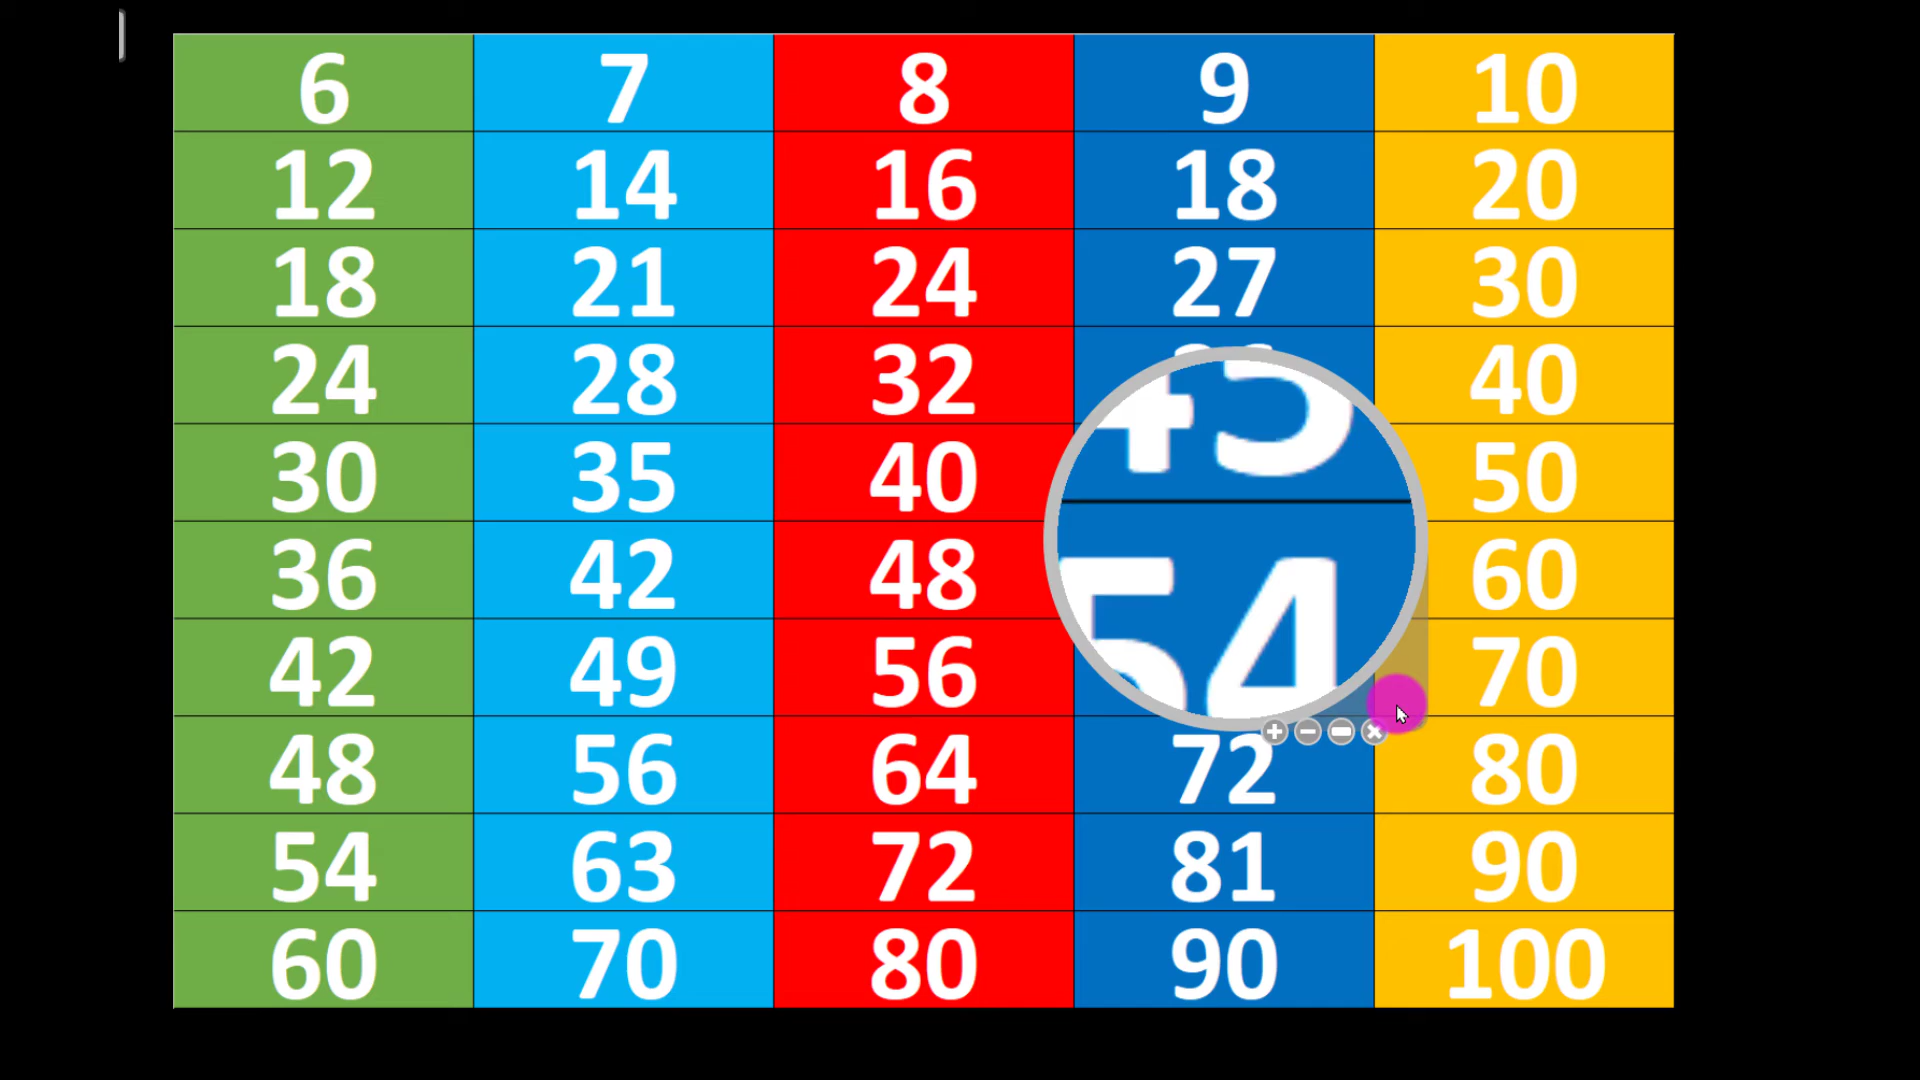 6 7 8 9 10
12 14 16 18 20
18 21 24 27 30
24 28 32 40
30 35 40 45 50
36 42 48 54 60
42 49 56 70
48 56 64 72 80
54 63 72 81 90
60 70 80 90 100